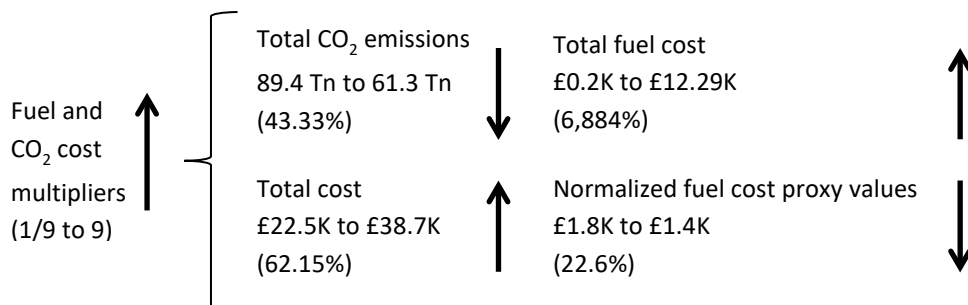 Fuel and
CO₂ cost
multipliers
(1/9 to 9)
Total CO₂ emissions
89.4 Tn to 61.3 Tn
(43.33%)
Total fuel cost
£0.2K to £12.29K
(6,884%)
Total cost
£22.5K to £38.7K
(62.15%)
Normalized fuel cost proxy values
£1.8K to £1.4K
(22.6%)